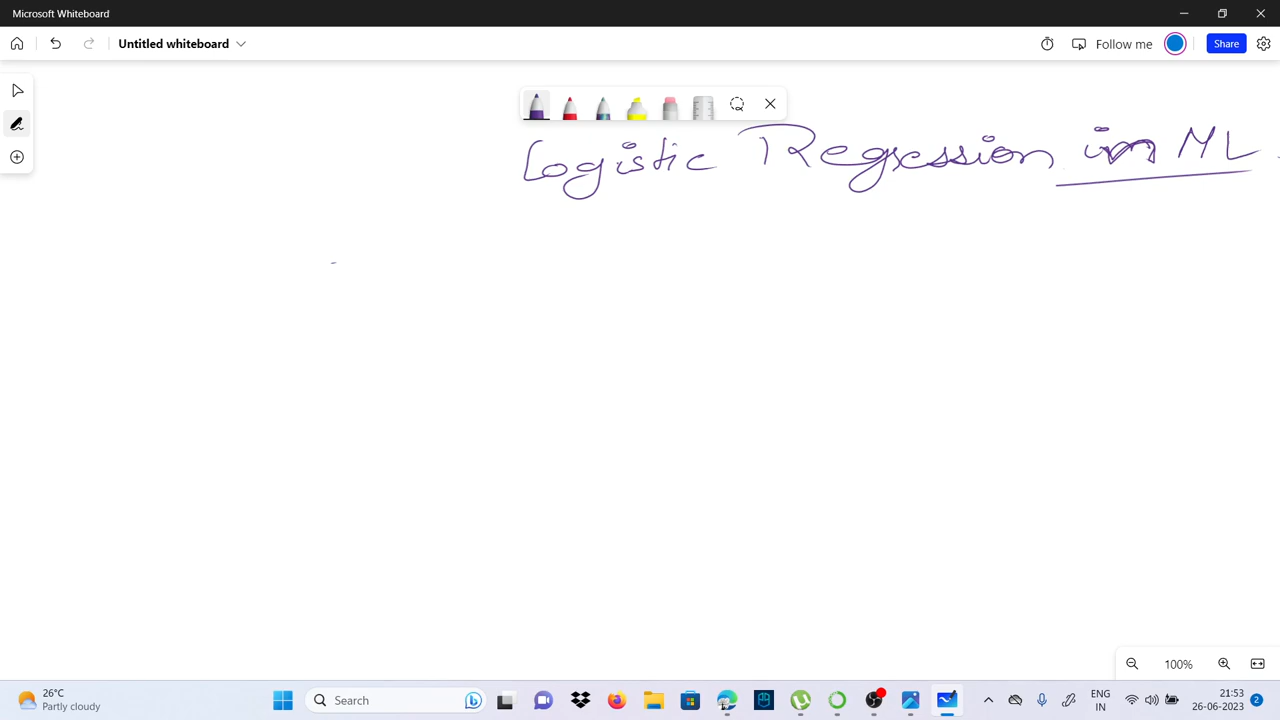 Microsoft Whiteboard
Untitled whiteboard
Follow me
Share
Logistic Regression in ML
100%
26°C
Partly cloudy
Search
ENG
IN
21:53
26-06-2023
2